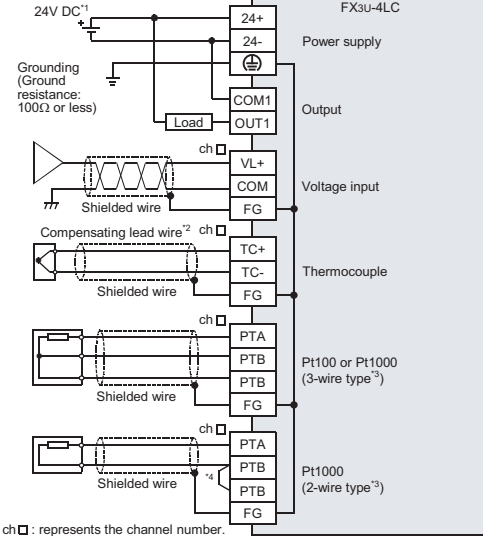 24V DC*1
FX3U-4LC
24+
24-
Power supply
Grounding
(Ground
resistance:
100Ω or less)
COM1
Output
Load
OUT1
ch□
VL+
COM
Voltage input
Shielded wire
FG
Compensating lead wire*2
ch□
TC+
TC-
Thermocouple
Shielded wire
FG
ch□
PTA
PTB
Pt100 or Pt1000
(3-wire type*3)
PTB
Shielded wire
FG
ch□
PTA
PTB
Pt1000
(2-wire type*3)
*4
Shielded wire
PTB
FG
ch□ : represents the channel number.